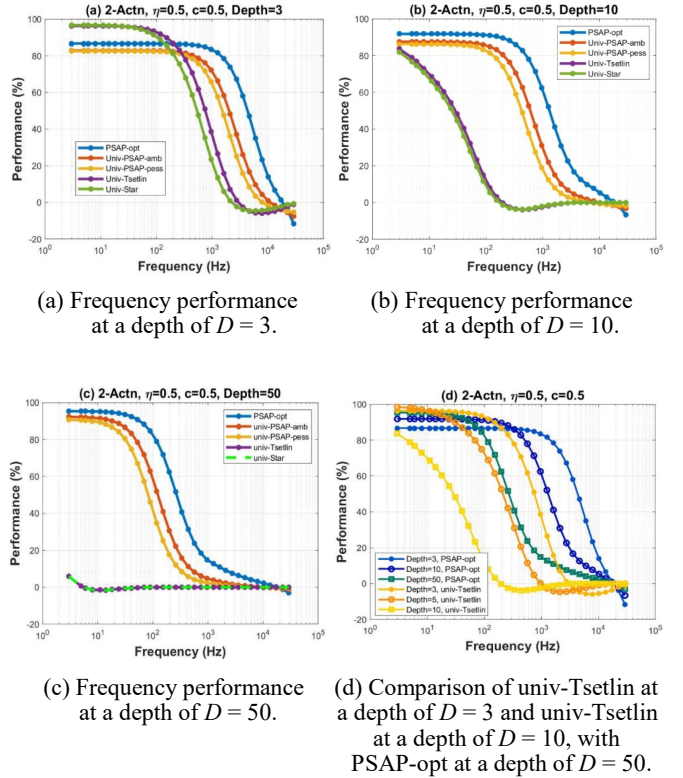 (a) 2-Actn, η=0.5, c=0.5, Depth=3
Performance (%)
100
80
60
40
20
0
-20
PSAP-opt
Univ-PSAP-amb
Univ-PSAP-pess
Univ-Tsetlin
Univ-Star
10^0 10^1 10^2 10^3 10^4 10^5
Frequency (Hz)
(a) Frequency performance
at a depth of D = 3.
(b) 2-Actn, η=0.5, c=0.5, Depth=10
Performance (%)
100
80
60
40
20
0
-20
PSAP-opt
Univ-PSAP-amb
Univ-PSAP-pess
Univ-Tsetlin
Univ-Star
10^0 10^1 10^2 10^3 10^4 10^5
Frequency (Hz)
(b) Frequency performance
at a depth of D = 10.
(c) 2-Actn, η=0.5, c=0.5, Depth=50
Performance (%)
100
80
60
40
20
0
-20
PSAP-opt
univ-PSAP-amb
univ-PSAP-pess
univ-Tsetlin
univ-Star
10^0 10^1 10^2 10^3 10^4 10^5
Frequency (Hz)
(c) Frequency performance
at a depth of D = 50.
(d) 2-Actn, η=0.5, c=0.5
Performance (%)
100
80
60
40
20
0
-20
Depth=3, PSAP-opt
Depth=10, PSAP-opt
Depth=50, PSAP-opt
Depth=3, univ-Tsetlin
Depth=5, univ-Tsetlin
Depth=10, univ-Tsetlin
10^0 10^1 10^2 10^3 10^4 10^5
Frequency (Hz)
(d) Comparison of univ-Tsetlin at
a depth of D = 3 and univ-Tsetlin
at a depth of D = 10, with
PSAP-opt at a depth of D = 50.